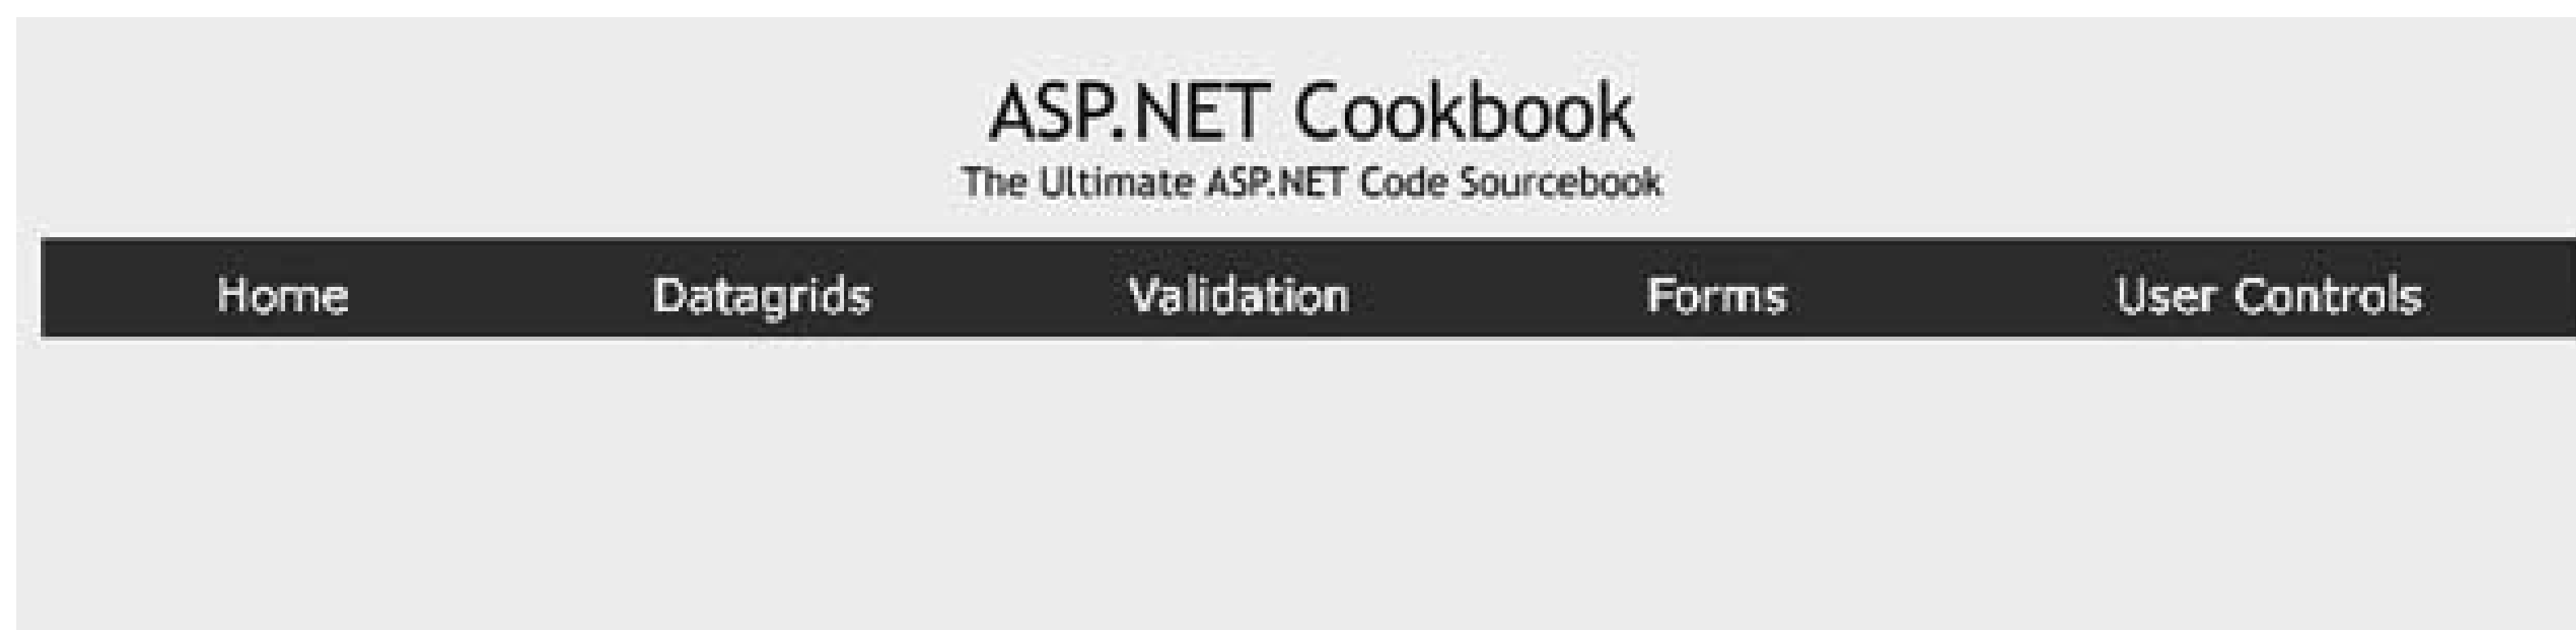 ASP.NET Cookbook
The Ultimate ASP.NET Code Sourcebook
Home Datagrids Validation Forms User Controls